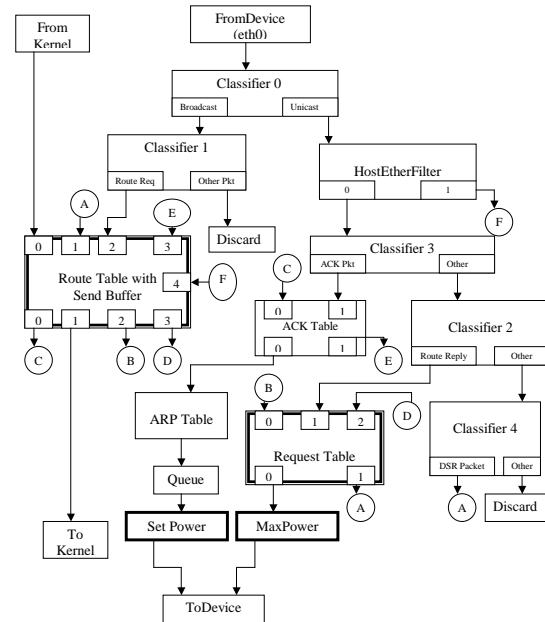 From
Kernel
FromDevice
(eth0)
Classifier 0
Broadcast
Unicast
Classifier 1
Route Req
Other Pkt
HostEtherFilter
0
1
A
E
F
Discard
0
1
2
3
Route Table with
Send Buffer
4
F
0
1
2
3
C
B
D
Classifier 3
ACK Pkt
Other
C
0
1
ACK Table
0
1
E
Classifier 2
Route Reply
Other
ARP Table
B
D
0
1
2
Request Table
0
1
A
Classifier 4
DSR Packet
Other
A
Discard
Queue
Set Power
MaxPower
To
Kernel
ToDevice